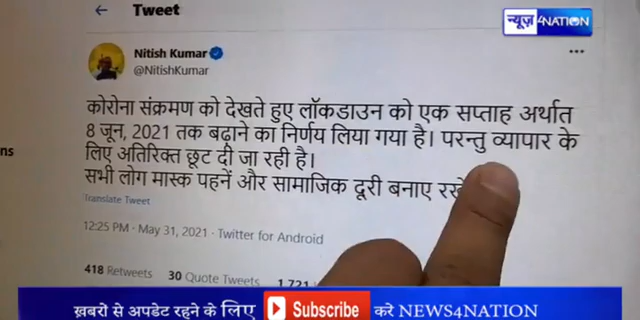 ← Tweet
न्यूज़ 4NATION
Nitish Kumar
@NitishKumar
कोरोना संक्रमण को देखते हुए लॉकडाउन को एक सप्ताह अर्थात
8 जून, 2021 तक बढ़ाने का निर्णय लिया गया है। परन्तु व्यापार के
लिए अतिरिक्त छूट दी जा रही है।
सभी लोग मास्क पहनें और सामाजिक दूरी बनाए
Translate Tweet
12:25 PM · May 31, 2021 · Twitter for Android
418 Retweets 30 Quote Tweets
ख़बरों से अपडेट रहने के लिए Subscribe करे NEWS4NATION